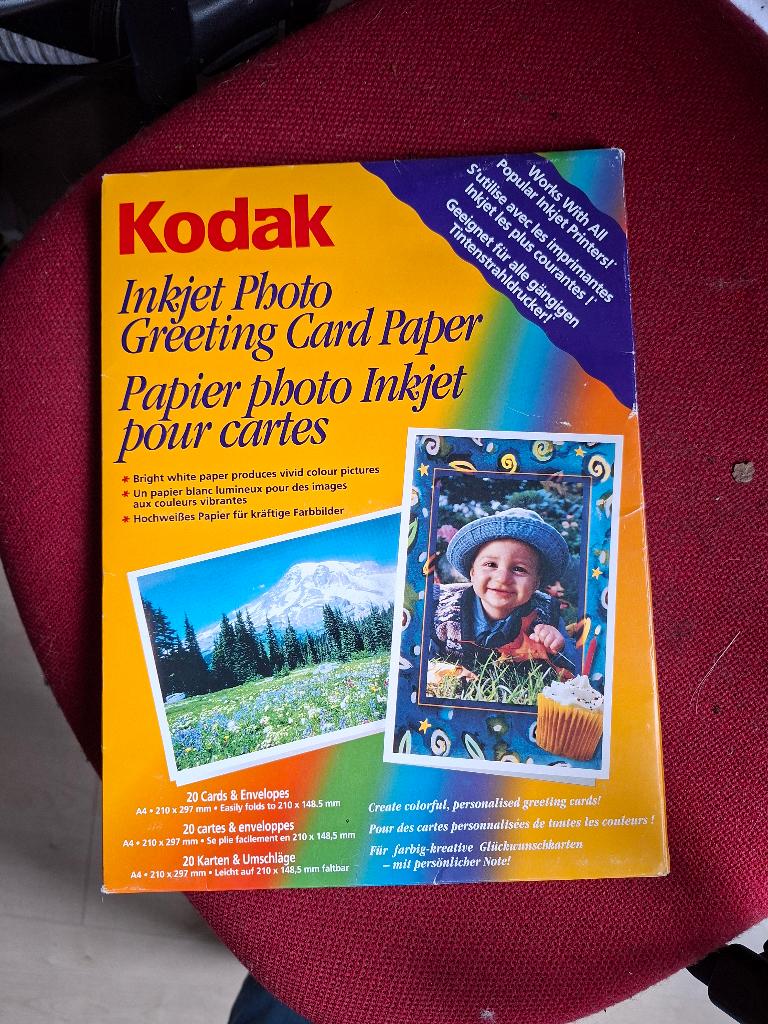 Kodak
Works With All
Popular Inkjet Printers!
S'utilise avec les imprimantes
Inkjet les plus courantes !
Geeignet für alle gängigen
Tintenstrahldrucker!
Inkjet Photo
Greeting Card Paper
Papier photo Inkjet
pour cartes
* Bright white paper produces vivid colour pictures
* Un papier blanc lumineux pour des images
aux couleurs vibrantes
* Hochweißes Papier für kräftige Farbbilder
20 Cards & Envelopes
A4 • 210 x 297 mm • Easily folds to 210 x 148.5 mm
20 cartes & enveloppes
A4 • 210 x 297 mm • Se plie facilement en 210 x 148,5 mm
20 Karten & Umschläge
A4 • 210 x 297 mm • Leicht auf 210 x 148,5 mm faltbar
Create colorful, personalised greeting cards!
Pour des cartes personnalisées de toutes les couleurs !
Für farbig-kreative Glückwunschkarten
– mit persönlicher Note!